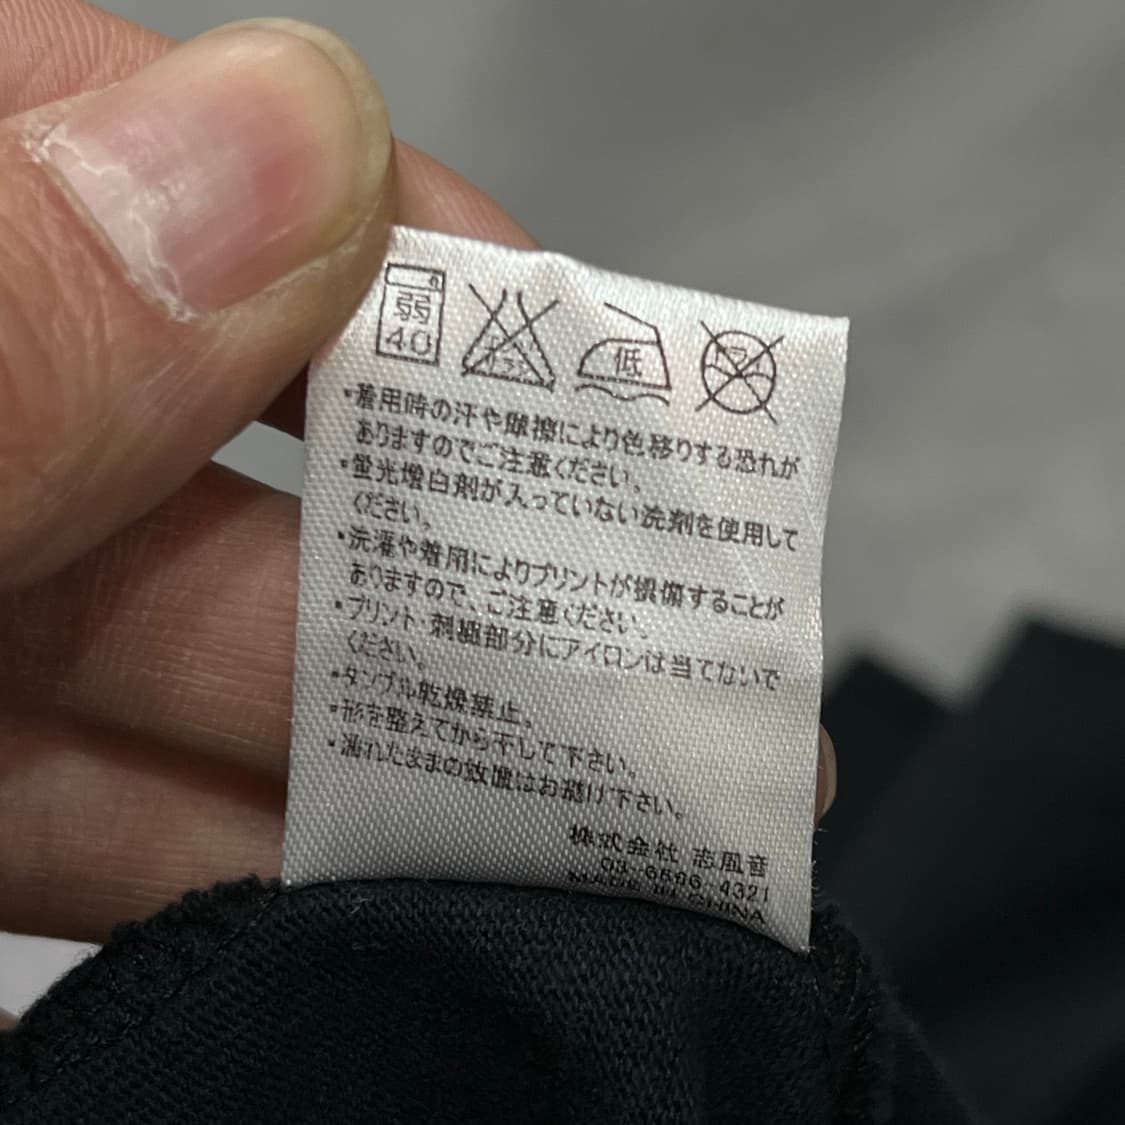 弱
40
低
・着用時の汗や摩擦により色移りする恐れが
ありますのでご注意ください。
・蛍光増白剤が入っていない洗剤を使用して
ください。
・洗濯や着用によりプリントが損傷することが
ありますので、ご注意ください。
・プリント・刺繍部分にアイロンは当てないで
ください。
・タンブル乾燥禁止。
・形を整えてから干して下さい。
・濡れたままの放置はお避け下さい。
株式会社 志風音
03-6696-4321
MADE IN CHINA